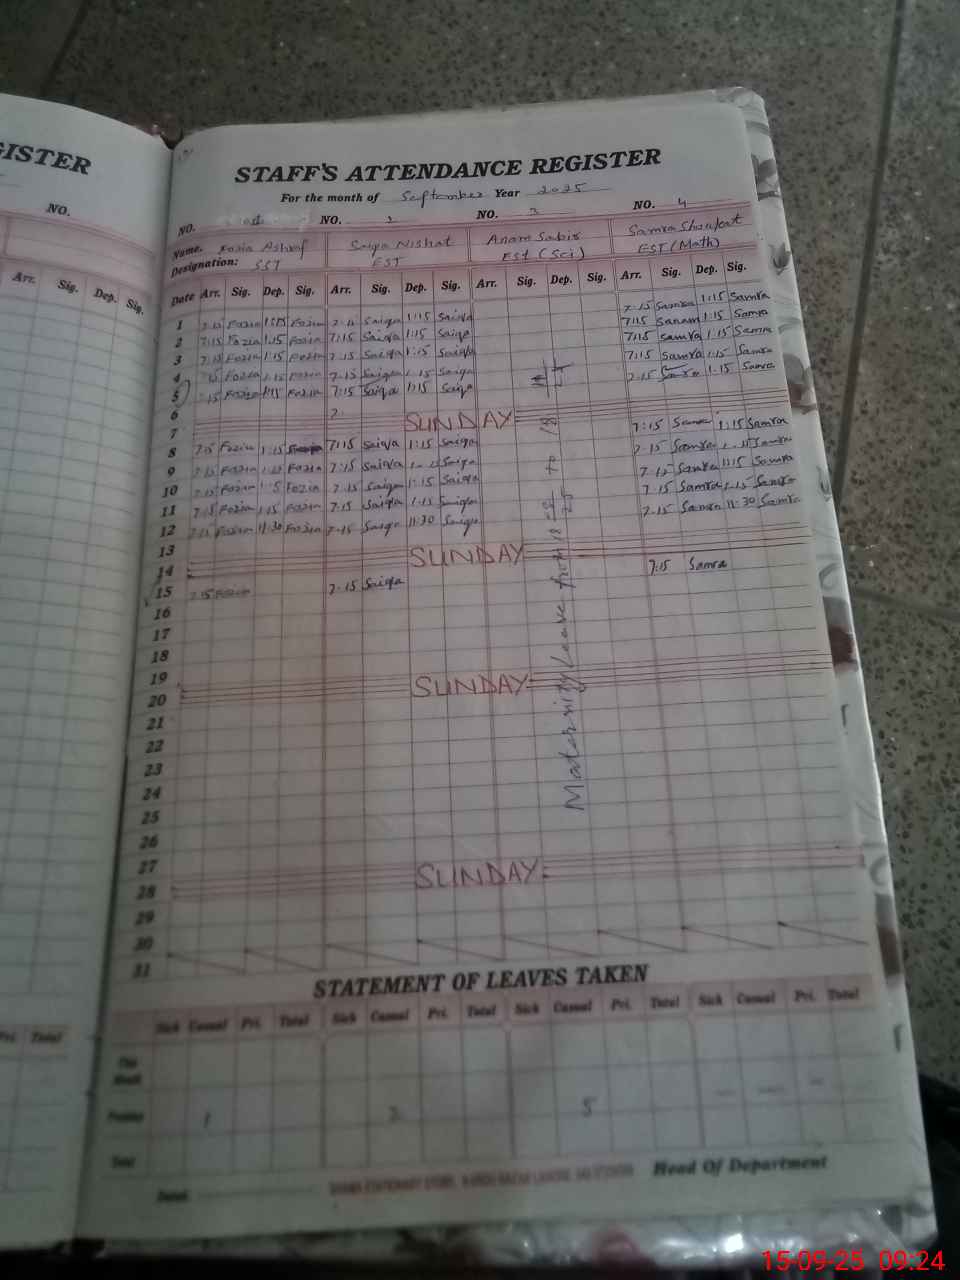 GISTER
NO.
Arr. Sig. Dep. Sig.
Pri. Total
STAFF'S ATTENDANCE REGISTER
For the month of September Year 2025
NO. NO. 2 NO. 3 NO. 4
Name. Fozia Ashraf Saiqa Nishat Anam Sabir Samra Shoukat
Designation: SST EST EST (Sci) EST (Math)
Date Arr. Sig. Dep. Sig. Arr. Sig. Dep. Sig. Arr. Sig. Dep. Sig. Arr. Sig. Dep. Sig.
1 7:15 Fozia 1:15 Fozia 7:15 Saiqa 1:15 Saiqa 7:15 Samra 1:15 Samra
2 7:15 Fozia 1:15 Fozia 7:15 Saiqa 1:15 Saiqa 7:15 1:15 Samra
3 7:15 Fozia 1:15 Fozia 7:15 Saiqa 1:15 Saiqa 7:15 Samra 1:15 Samra
4 7:15 Fozia 1:15 Fozia 7:15 Saiqa 1:15 Saiqa 7:15 Samra 1:15 Samra
5 7:15 Fozia 1:15 Fozia 7:15 Saiqa 1:15 Saiqa 7:15 Samra 1:15 Samra
6
7 SUNDAY
8 7:15 Fozia 1:15 7:15 Saiqa 1:15 Saiqa 7:15 Samra 1:15 Samra
9 7:15 Fozia 1:15 Fozia 7:15 Saiqa 1:15 Saiqa 7:15 Samra 1:15 Samra
10 7:15 Fozia 1:15 Fozia 7:15 Saiqa 1:15 Saiqa 7:15 Samra 1:15 Samra
11 7:15 Fozia 1:15 Fozia 7:15 Saiqa 1:15 Saiqa 7:15 Samra 1:15 Samra
12 7:15 Fozia 11:30 Fozia 7:15 Saiqa 11:30 Saiqa 7:15 Samra 11:30 Samra
13
14 SUNDAY
15 7:15 Fozia 7:15 Saiqa 7:15 Samra
16
17
18
19
20 SUNDAY
21
22
23
24
25
26
27
28 SUNDAY
29
30
31
Maternity Leave from 18 to 18
STATEMENT OF LEAVES TAKEN
Sick Casual Pri. Total Sick Casual Pri. Total Sick Casual Pri. Total Sick Casual Pri. Total
This Month
Previous 1 5
Total
Dated Head Of Department
15-09-25 09:24